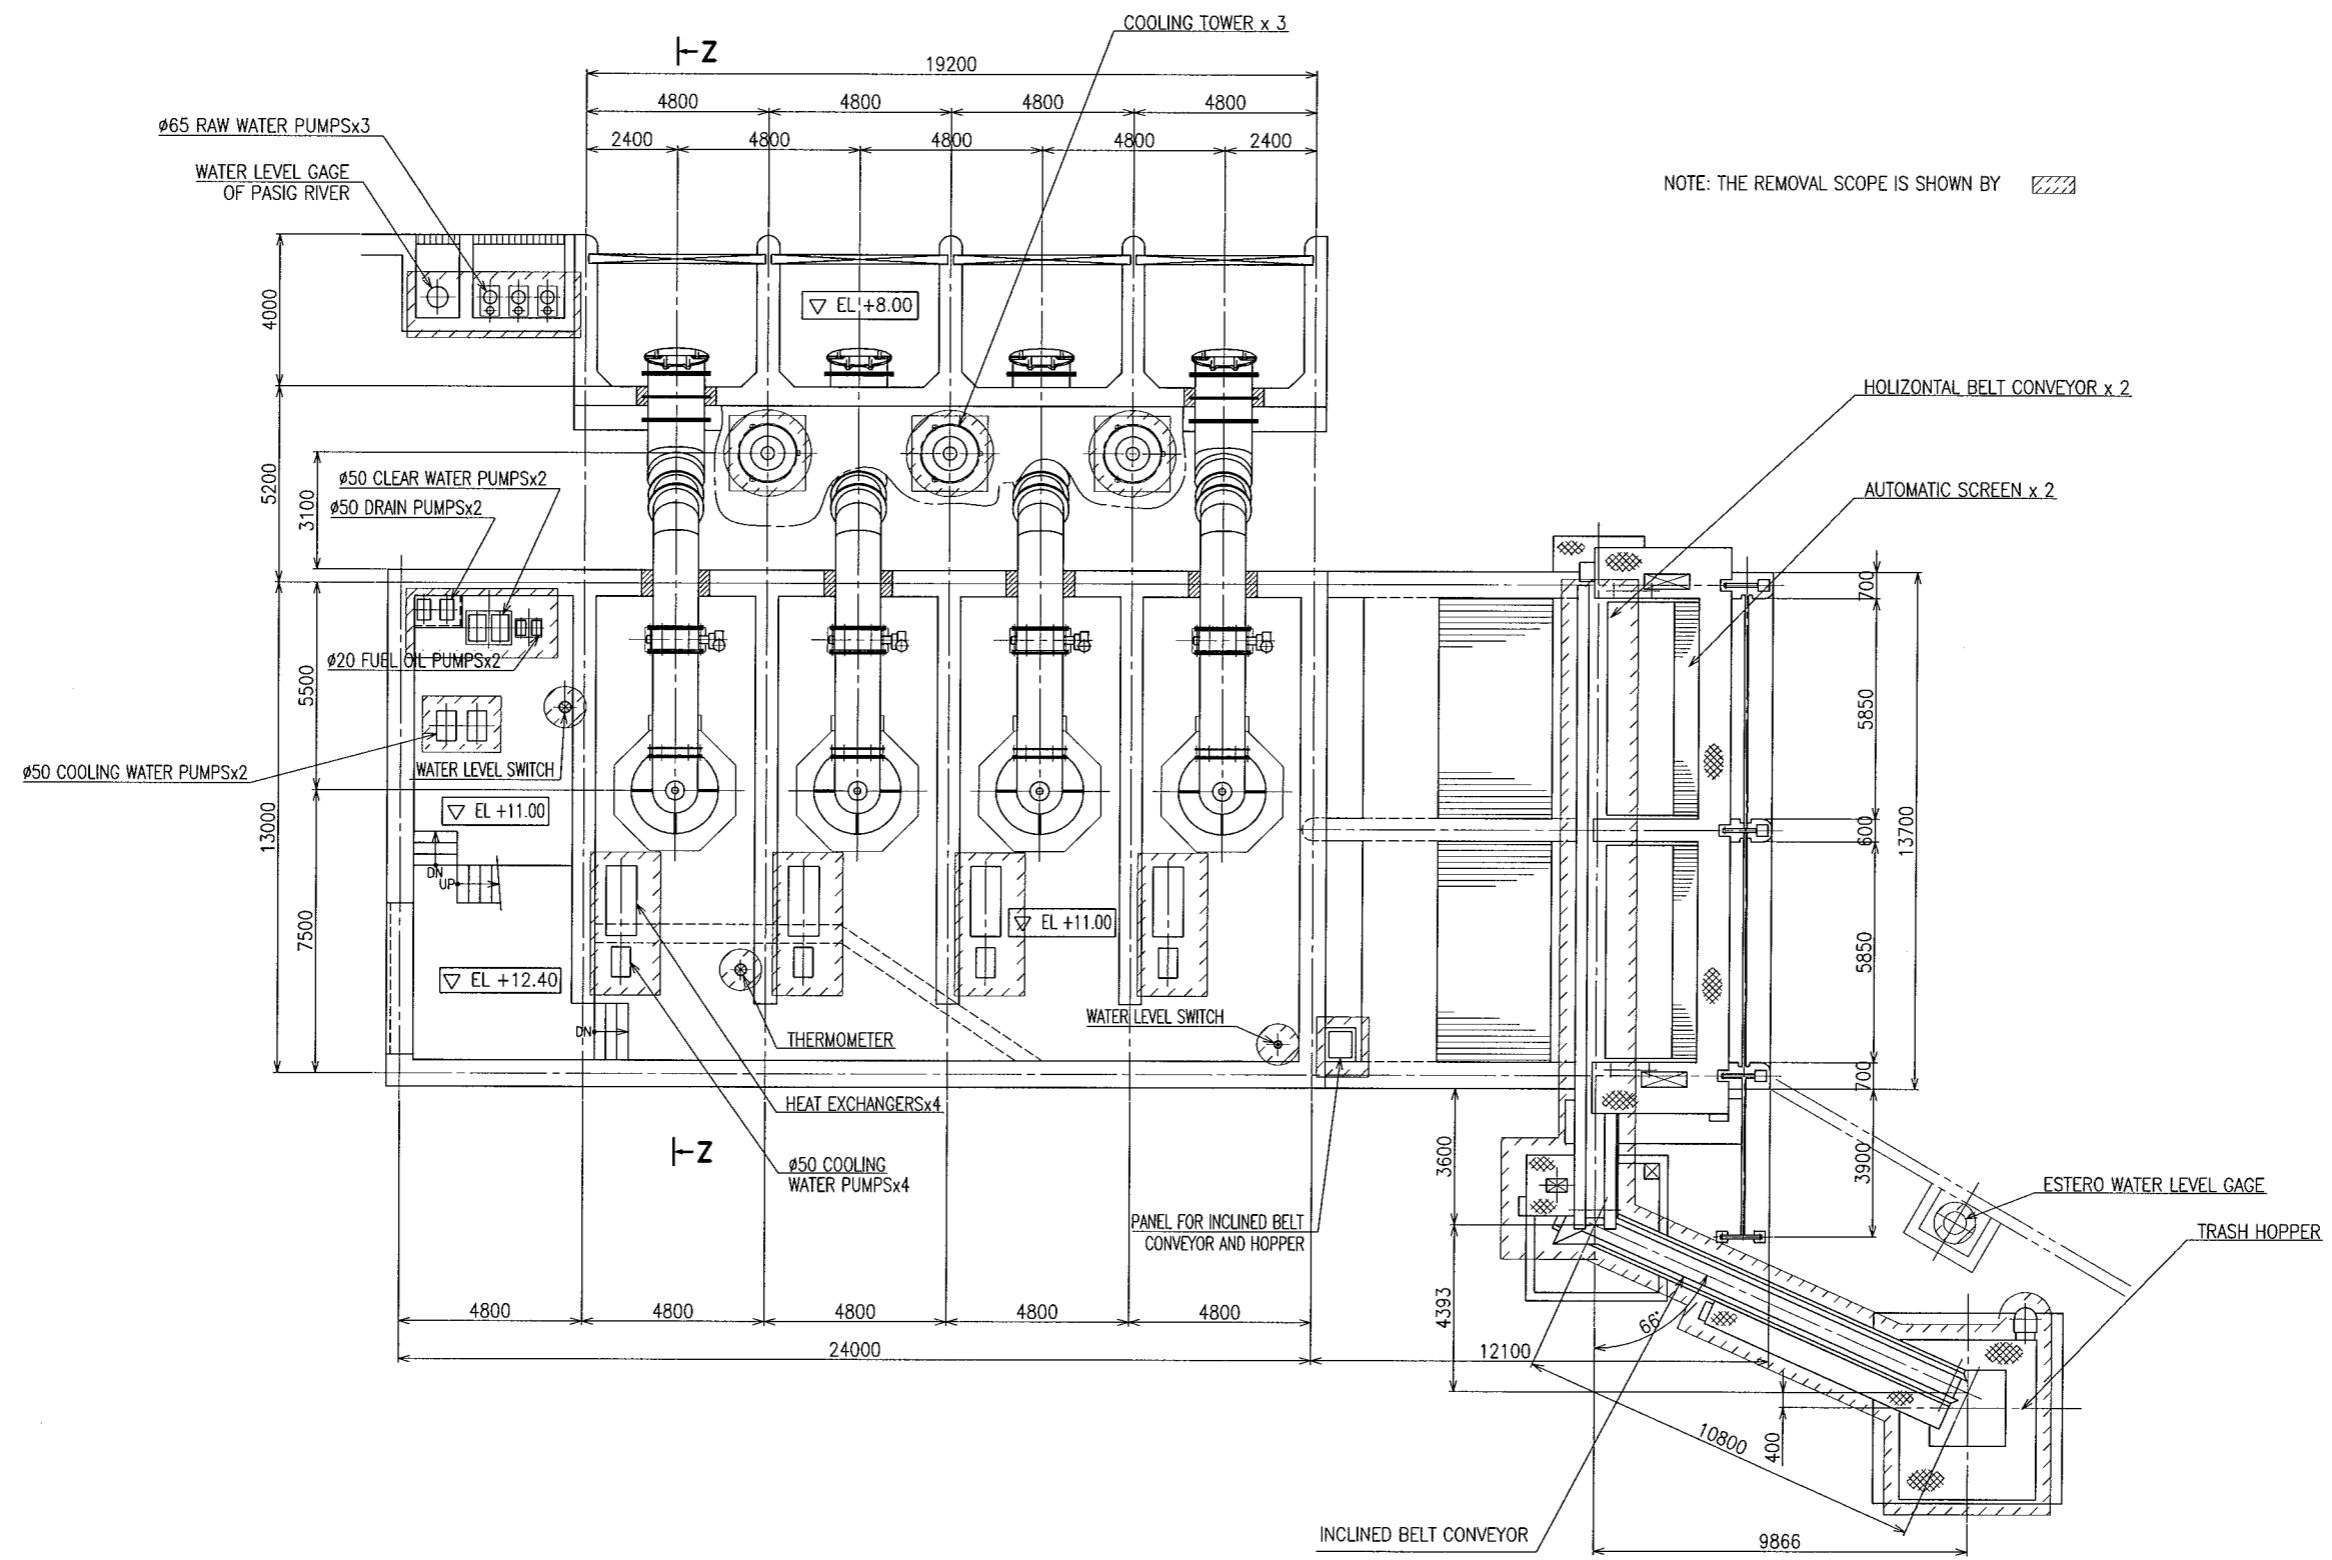 COOLING TOWER x 3
Z
19200
4800
4800
4800
4800
2400
4800
4800
4800
2400
ø65 RAW WATER PUMPSx3
WATER LEVEL GAGE
OF PASIG RIVER
NOTE: THE REMOVAL SCOPE IS SHOWN BY
EL +8.00
4000
HOLIZONTAL BELT CONVEYOR x 2
ø50 CLEAR WATER PUMPSx2
ø50 DRAIN PUMPSx2
5200
3100
AUTOMATIC SCREEN x 2
700
ø20 FUEL OIL PUMPSx2
5500
5850
ø50 COOLING WATER PUMPSx2
WATER LEVEL SWITCH
EL +11.00
13000
600
13700
DN
UP
7500
EL +11.00
5850
EL +12.40
DN
THERMOMETER
WATER LEVEL SWITCH
700
HEAT EXCHANGERSx4
Z
ø50 COOLING
WATER PUMPSx4
3600
3900
ESTERO WATER LEVEL GAGE
PANEL FOR INCLINED BELT
CONVEYOR AND HOPPER
TRASH HOPPER
4393
66°
4800
4800
4800
4800
4800
24000
12100
10800
400
INCLINED BELT CONVEYOR
9866